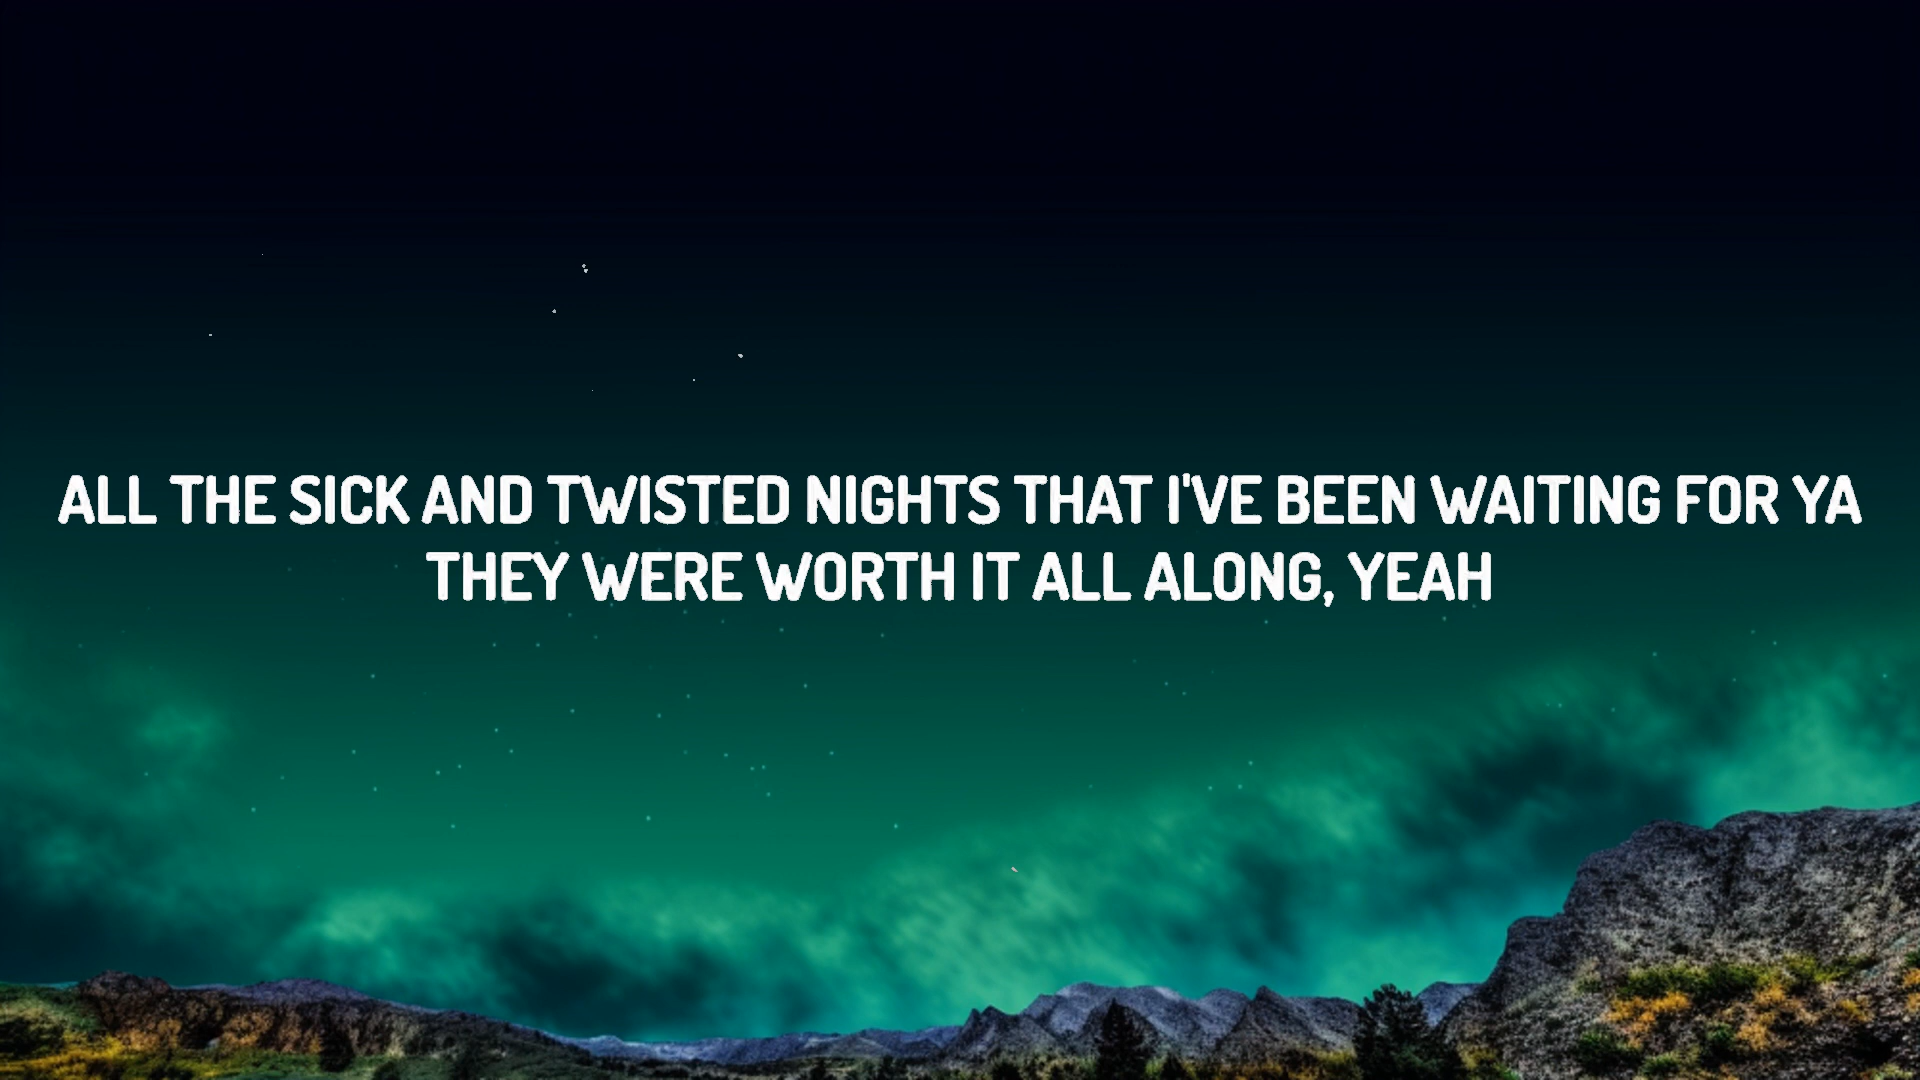 ALL THE SICK AND TWISTED NIGHTS THAT I'VE BEEN WAITING FOR YA
THEY WERE WORTH IT ALL ALONG, YEAH